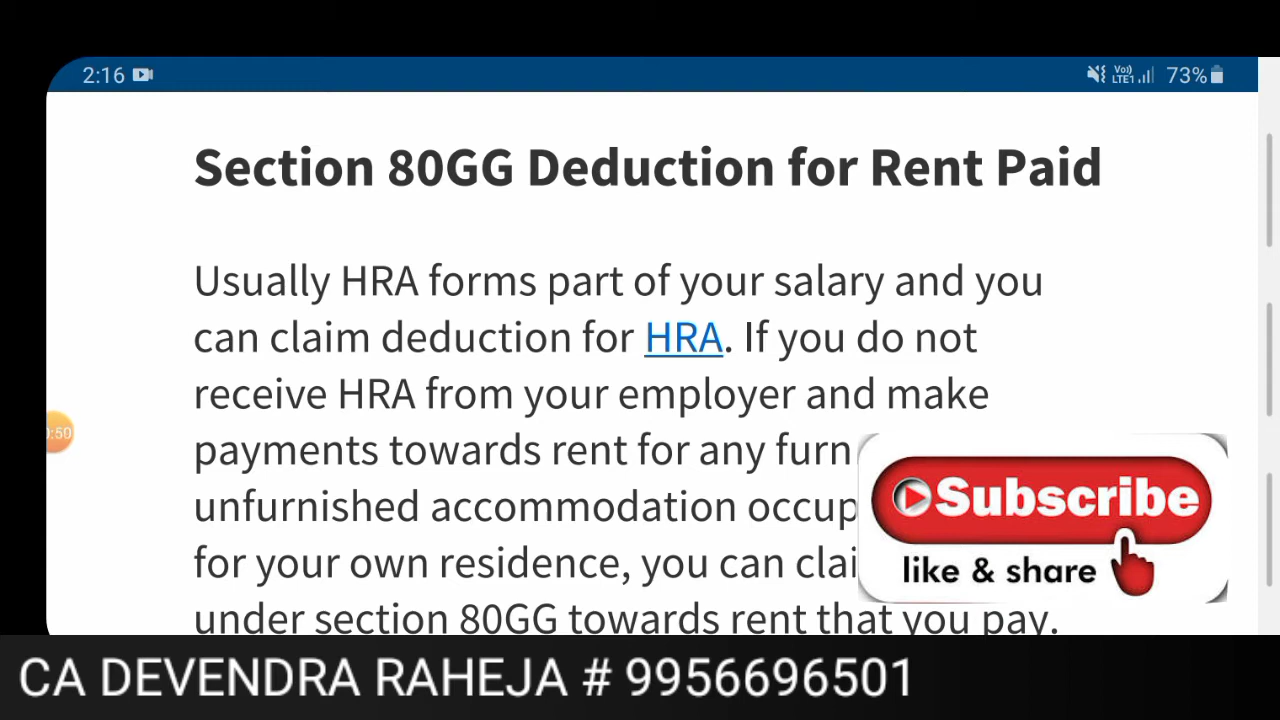 2:16
Vo)
LTE1
73%
Section 80GG Deduction for Rent Paid
Usually HRA forms part of your salary and you
can claim deduction for HRA. If you do not
receive HRA from your employer and make
:50
payments towards rent for any furn
unfurnished accommodation occup
for your own residence, you can clai
under section 80GG towards rent that you pay.
Subscribe
like & share
CA DEVENDRA RAHEJA # 9956696501